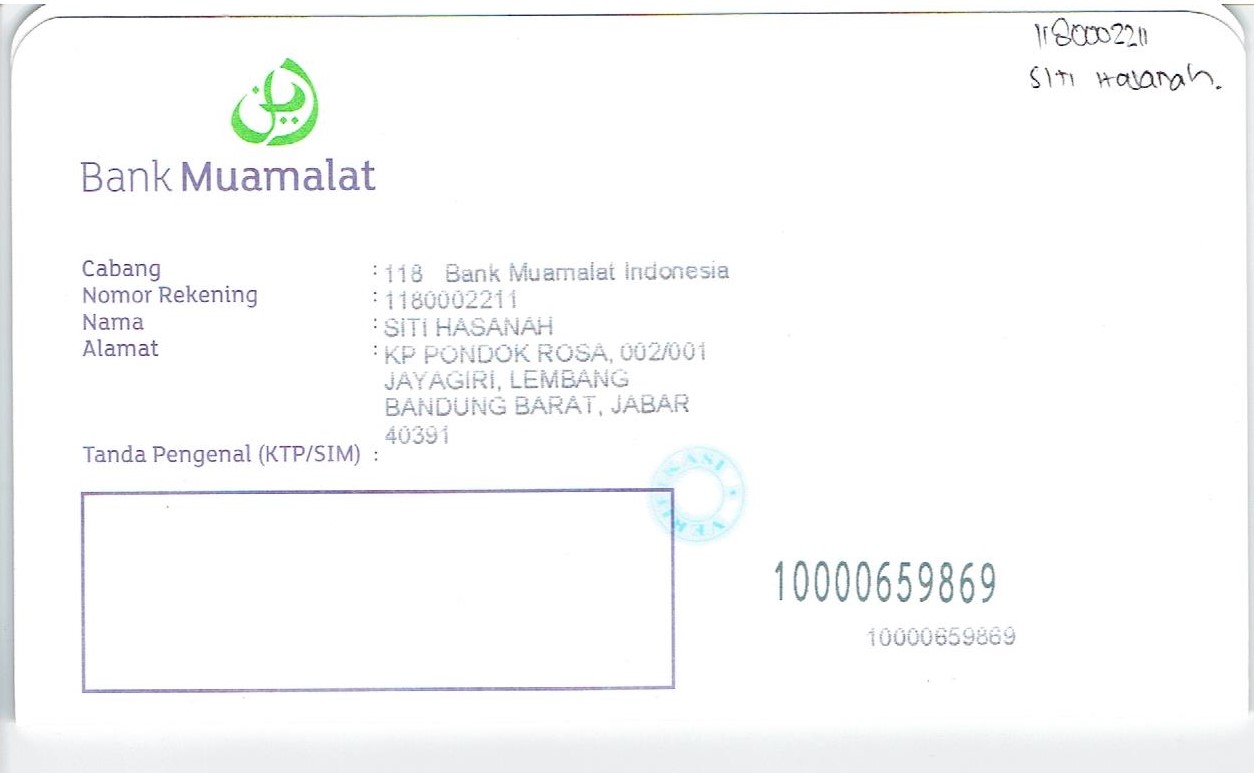 1180002211
Siti Hasanah.
Bank Muamalat
Cabang : 118 Bank Muamalat Indonesia
Nomor Rekening : 1180002211
Nama : SITI HASANAH
Alamat : KP PONDOK ROSA, 002/001
JAYAGIRI, LEMBANG
BANDUNG BARAT, JABAR
40391
Tanda Pengenal (KTP/SIM) :
VERIFIKASI
10000659869
10000659869